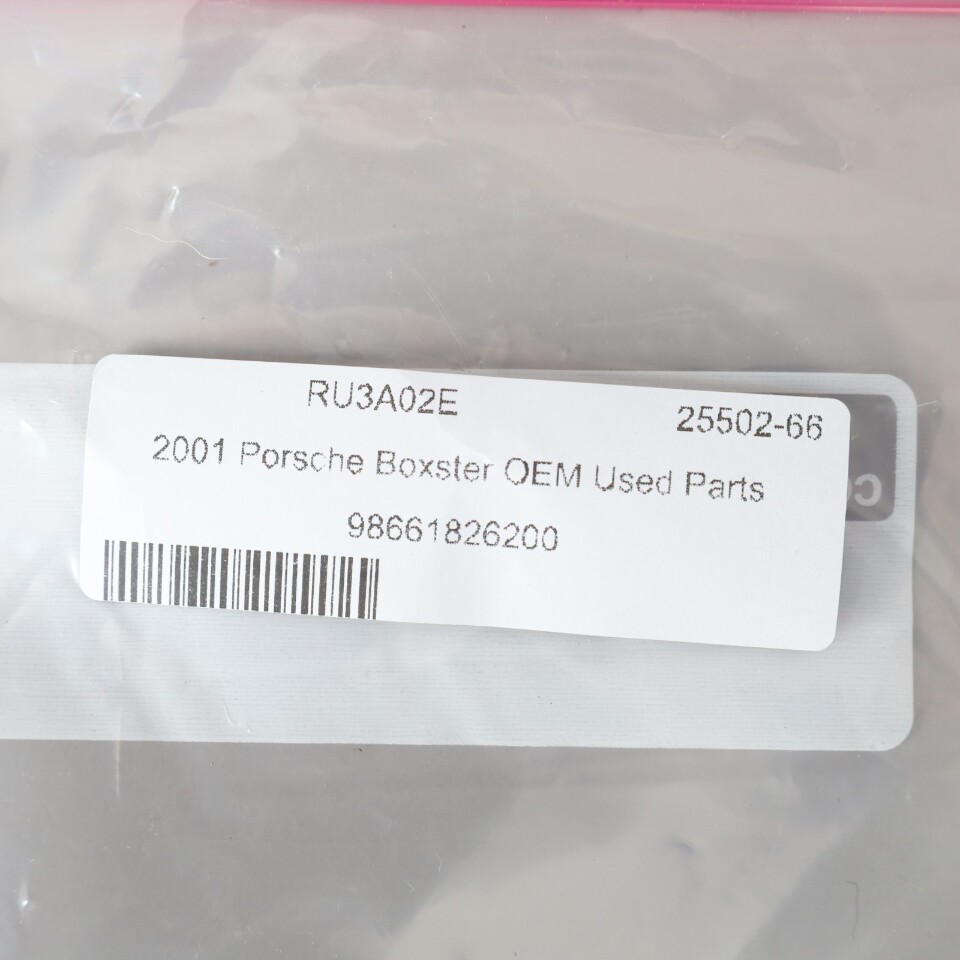 RU3A02E
25502-66
2001 Porsche Boxster OEM Used Parts
98661826200